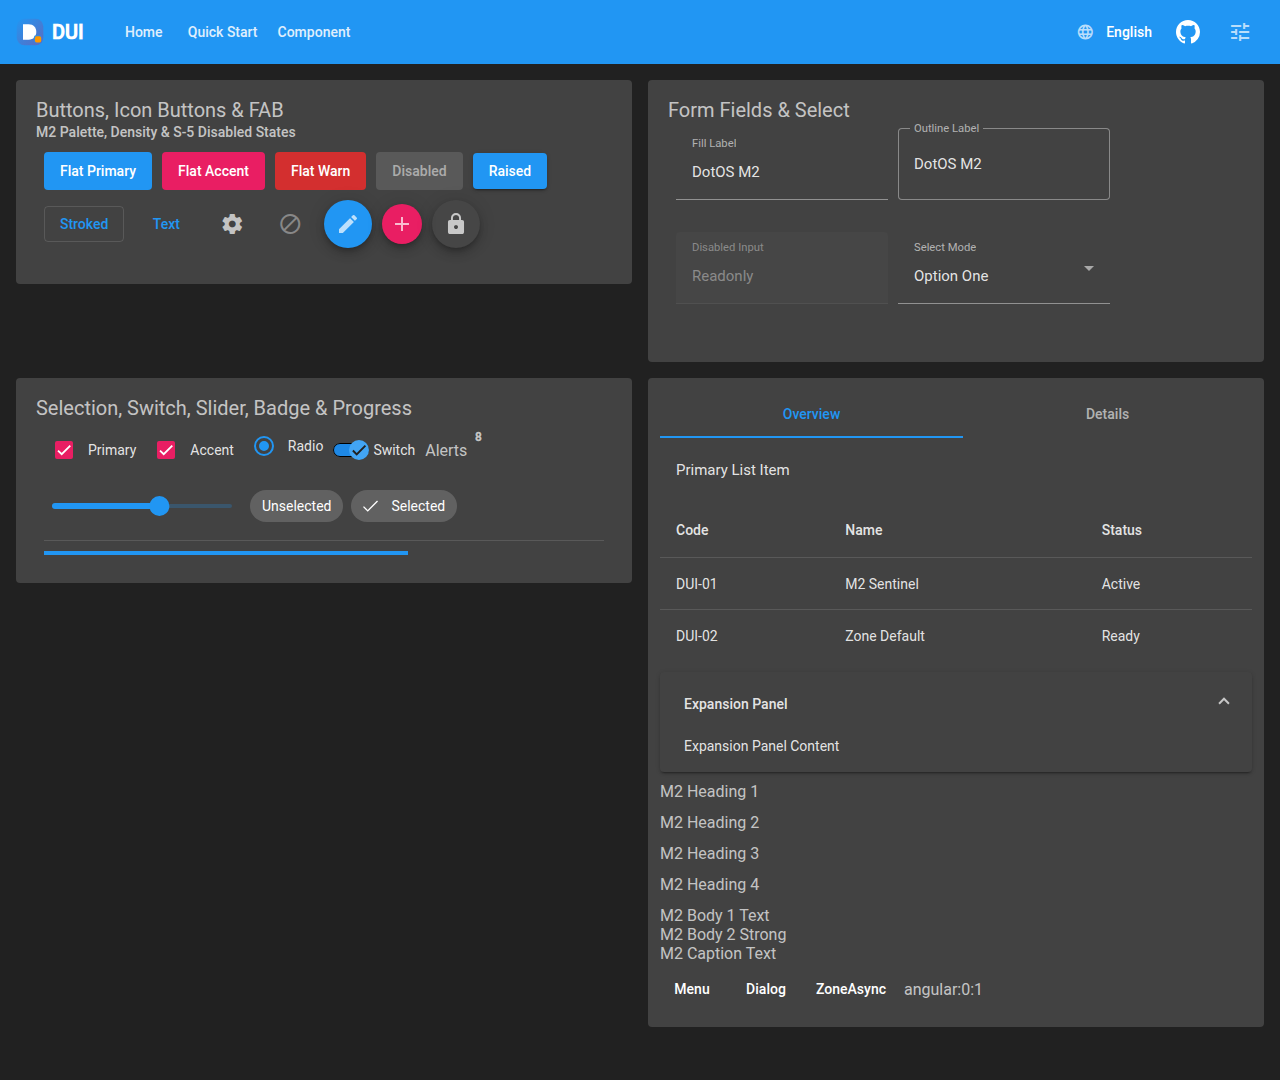 DUI
Home
Quick Start
Component
English
Buttons, Icon Buttons & FAB
M2 Palette, Density & S-5 Disabled States
Flat Primary
Flat Accent
Flat Warn
Disabled
Raised
Stroked
Text
Form Fields & Select
Fill Label
DotOS M2
Outline Label
DotOS M2
Disabled Input
Readonly
Select Mode
Option One
Selection, Switch, Slider, Badge & Progress
Primary
Accent
Radio
Switch
Alerts
8
Unselected
Selected
Overview
Details
Primary List Item
Code Name Status
DUI-01 M2 Sentinel Active
DUI-02 Zone Default Ready
Expansion Panel
Expansion Panel Content
M2 Heading 1
M2 Heading 2
M2 Heading 3
M2 Heading 4
M2 Body 1 Text
M2 Body 2 Strong
M2 Caption Text
Menu
Dialog
ZoneAsync
angular:0:1